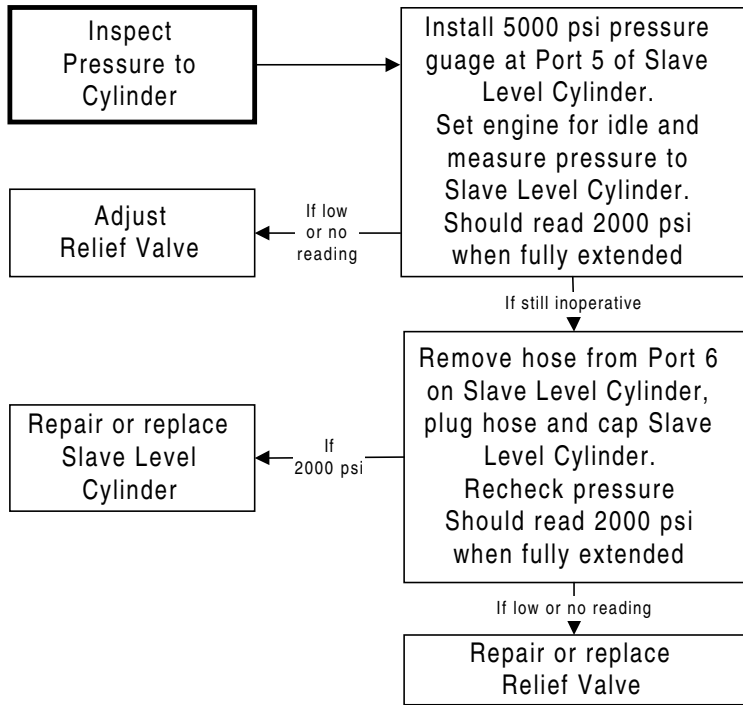 Inspect
Pressure to
Cylinder
Install 5000 psi pressure
guage at Port 5 of Slave
Level Cylinder.
Set engine for idle and
measure pressure to
Slave Level Cylinder.
Should read 2000 psi
when fully extended
If low
or no
reading
Adjust
Relief Valve
If still inoperative
Remove hose from Port 6
on Slave Level Cylinder,
plug hose and cap Slave
Level Cylinder.
Recheck pressure
Should read 2000 psi
when fully extended
If
2000 psi
Repair or replace
Slave Level
Cylinder
If low or no reading
Repair or replace
Relief Valve